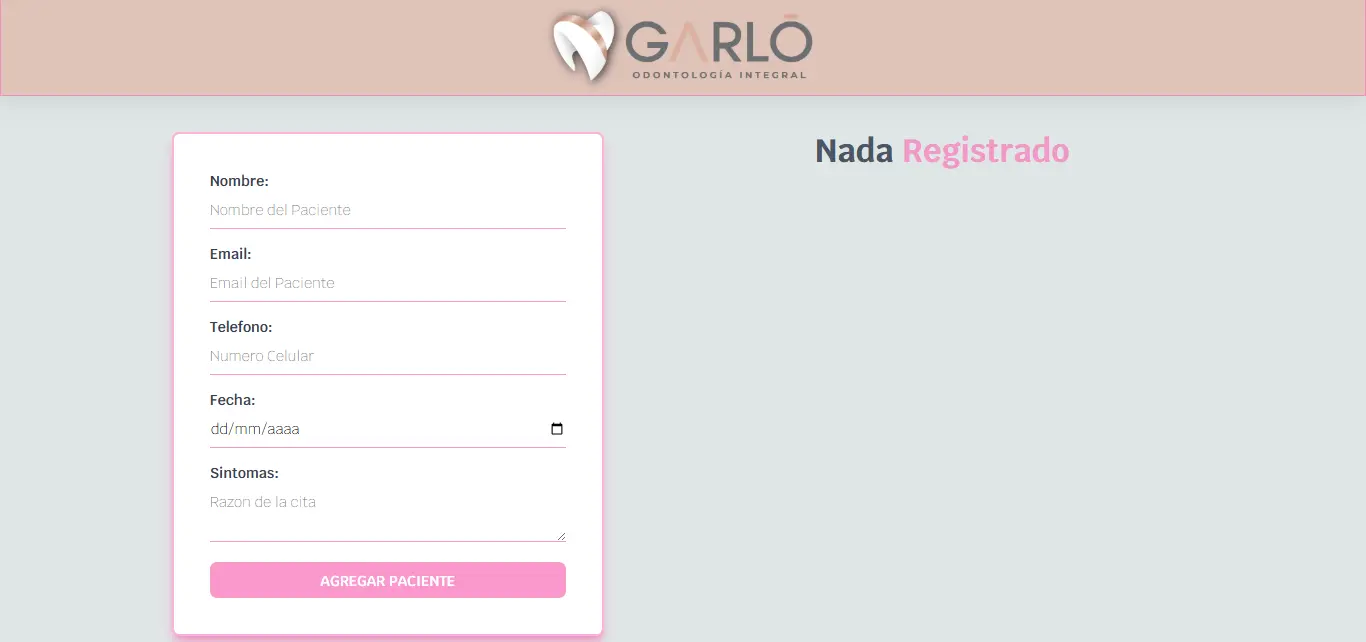 GARLŌ
ODONTOLOGÍA INTEGRAL
Nombre:
Nombre del Paciente
Email:
Email del Paciente
Telefono:
Numero Celular
Fecha:
dd/mm/aaaa
Sintomas:
Razon de la cita
AGREGAR PACIENTE
Nada Registrado